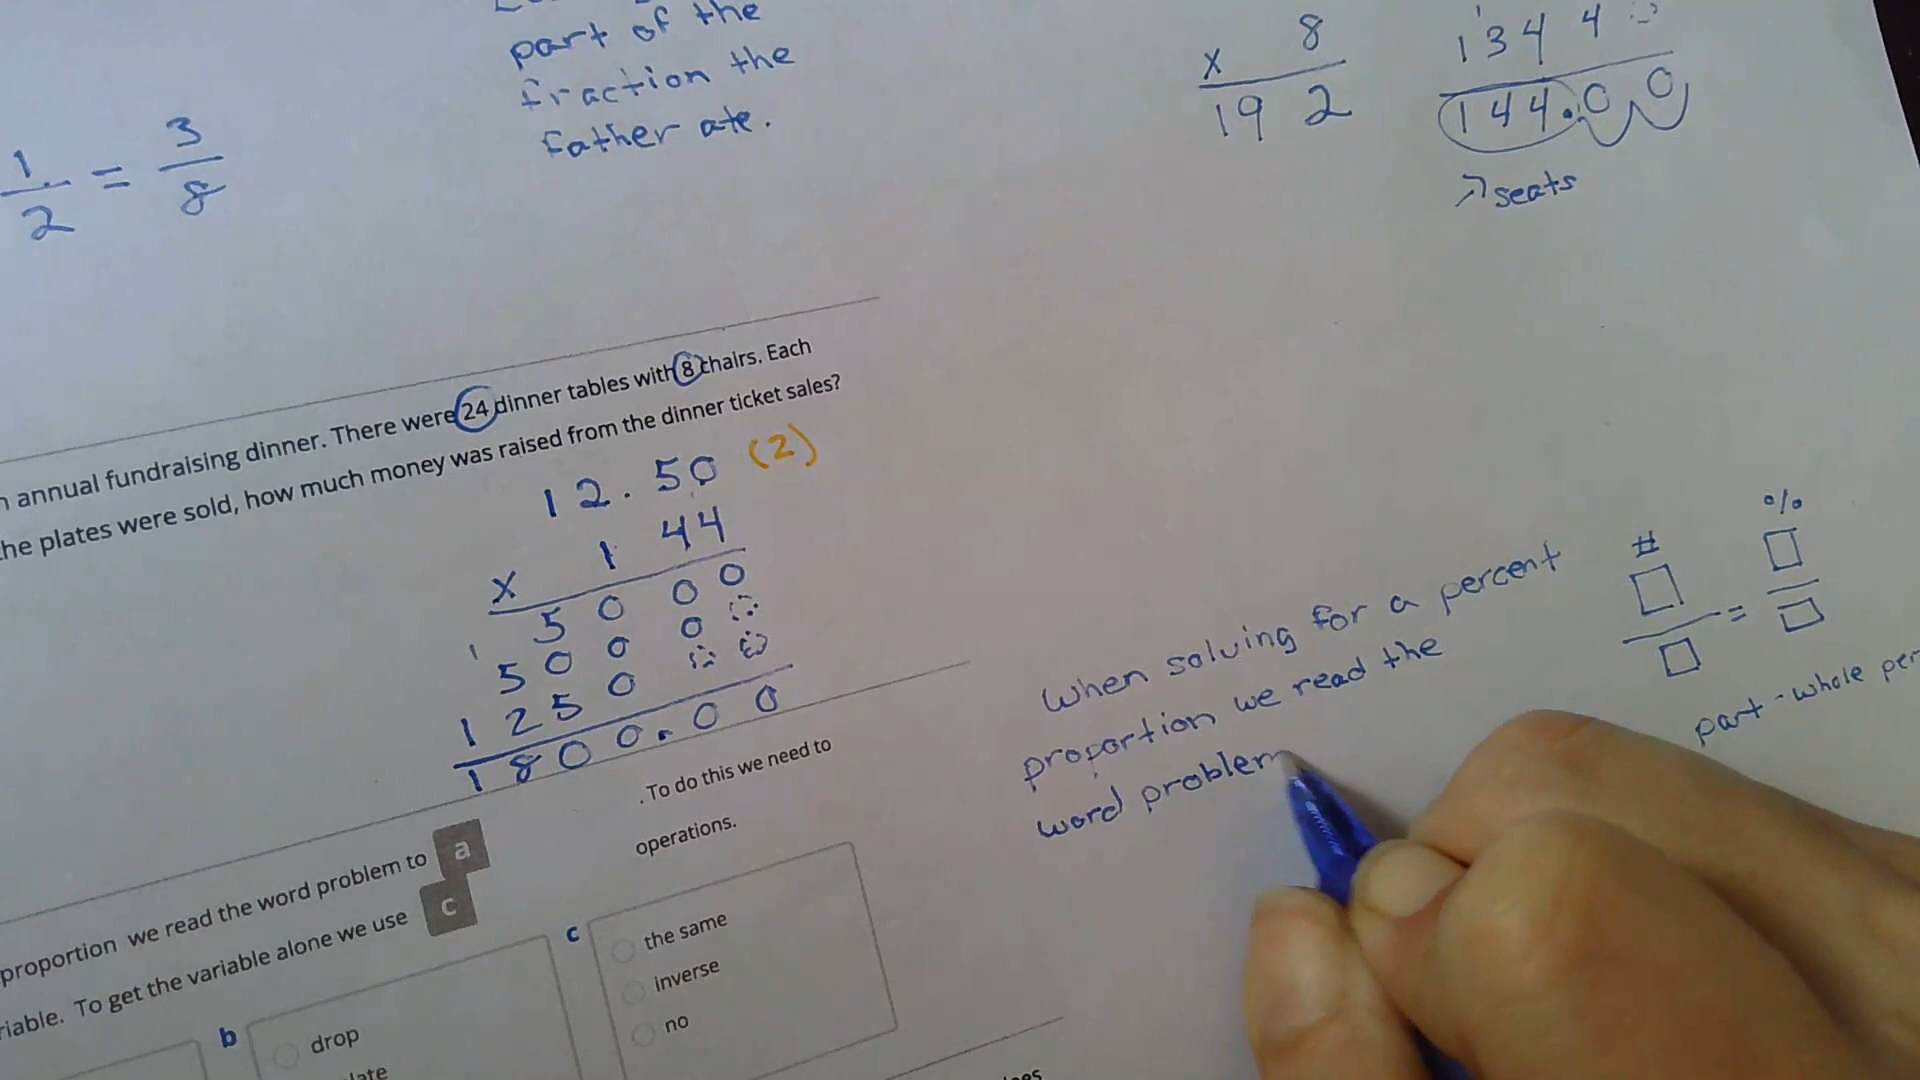 part of the
fraction the
father ate.
1/2 = 3/8
x 8
192
1344
144.00
seats
annual fundraising dinner. There were 24 dinner tables with 8 chairs. Each
plates were sold, how much money was raised from the dinner ticket sales?
12.50 (2)
x 144
5000
5000
1250
1800.00
When solving for a percent
proportion we read the
word problem
# %
=
part-whole
. To do this we need to
operations.
proportion we read the word problem to a
To get the variable alone we use c
b
drop
c
the same
inverse
no